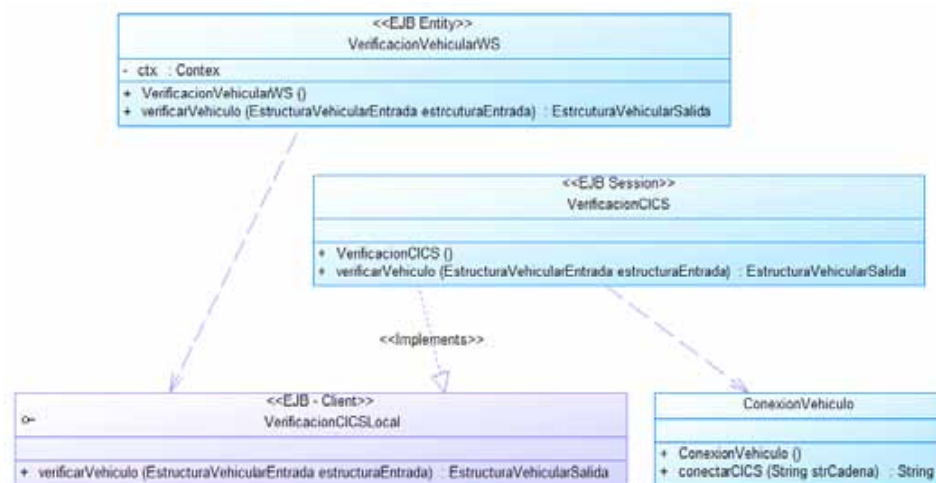 <<EJB Entity>>
VerificacionVehicularWS
- ctx : Contex
+ VerificacionVehicularWS ()
+ verificarVehiculo (EstructuraVehicularEntrada estrcuturaEntrada) : EstrcuturaVehicularSalida
<<EJB Session>>
VerificacionCICS
+ VerificacionCICS ()
+ verificarVehiculo (EstructuraVehicularEntrada estructuraEntrada) : EstructuraVehicularSalida
<<Implements>>
<<EJB - Client>>
VerificacionCICSLocal
+ verificarVehiculo (EstructuraVehicularEntrada estructuraEntrada) : EstructuraVehicularSalida
ConexionVehiculo
+ ConexionVehiculo ()
+ conectarCICS (String strCadena) : String